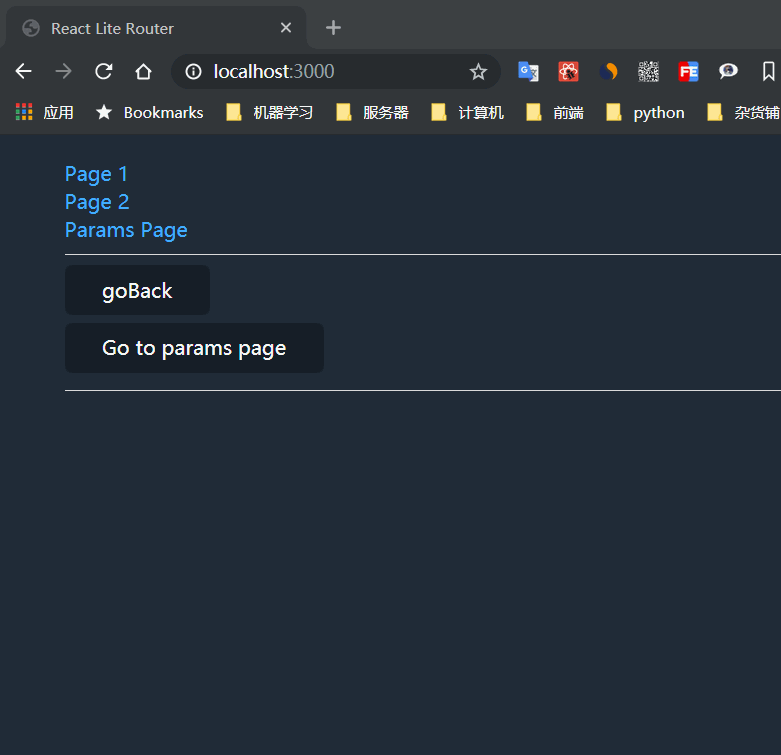 React Lite Router
localhost:3000
FE
应用 Bookmarks 机器学习 服务器 计算机 前端 python 杂货铺
Page 1
Page 2
Params Page
goBack
Go to params page